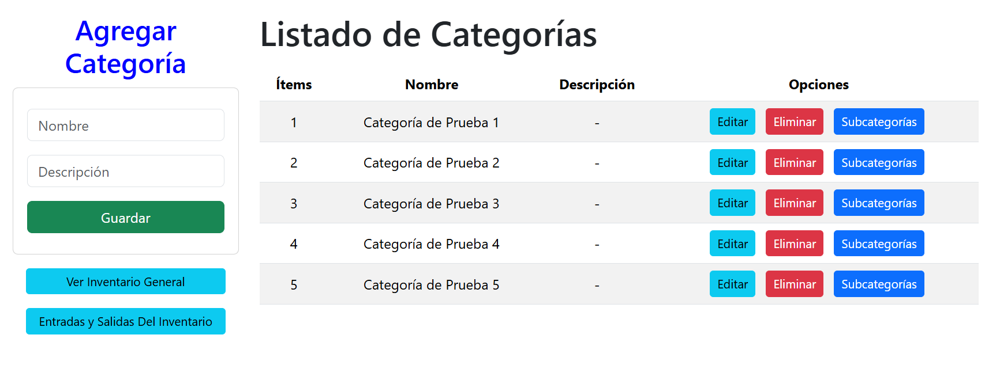 Agregar
Categoría
Nombre
Descripción
Guardar
Ver Inventario General
Entradas y Salidas Del Inventario
Listado de Categorías
Ítems Nombre Descripción Opciones
1 Categoría de Prueba 1 - Editar Eliminar Subcategorías
2 Categoría de Prueba 2 - Editar Eliminar Subcategorías
3 Categoría de Prueba 3 - Editar Eliminar Subcategorías
4 Categoría de Prueba 4 - Editar Eliminar Subcategorías
5 Categoría de Prueba 5 - Editar Eliminar Subcategorías